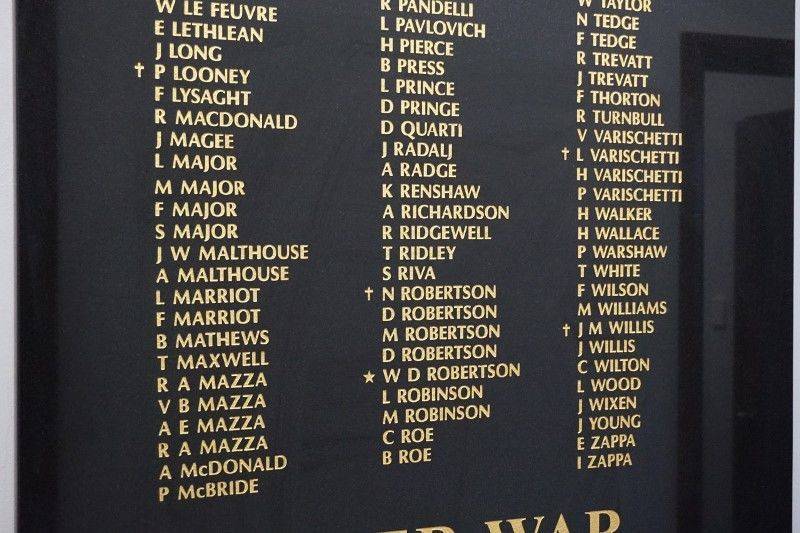 W LE FEUVRE
E LETHLEAN
J LONG
† P LOONEY
F LYSAGHT
R MACDONALD
J MAGEE
L MAJOR
M MAJOR
F MAJOR
S MAJOR
J W MALTHOUSE
A MALTHOUSE
L MARRIOT
F MARRIOT
B MATHEWS
T MAXWELL
R A MAZZA
V B MAZZA
A E MAZZA
R A MAZZA
A McDONALD
P McBRIDE
R PANDELLI
L PAVLOVICH
H PIERCE
B PRESS
L PRINCE
D PRINGE
D QUARTI
J RADALJ
A RADGE
K RENSHAW
A RICHARDSON
R RIDGEWELL
T RIDLEY
S RIVA
† N ROBERTSON
D ROBERTSON
M ROBERTSON
D ROBERTSON
★ W D ROBERTSON
L ROBINSON
M ROBINSON
C ROE
B ROE
W TAYLOR
N TEDGE
F TEDGE
R TREVATT
J TREVATT
F THORTON
R TURNBULL
V VARISCHETTI
† L VARISCHETTI
H VARISCHETTI
P VARISCHETTI
H WALKER
H WALLACE
P WARSHAW
T WHITE
F WILSON
M WILLIAMS
† J M WILLIS
J WILLIS
C WILTON
L WOOD
J WIXEN
J YOUNG
E ZAPPA
I ZAPPA
WAR